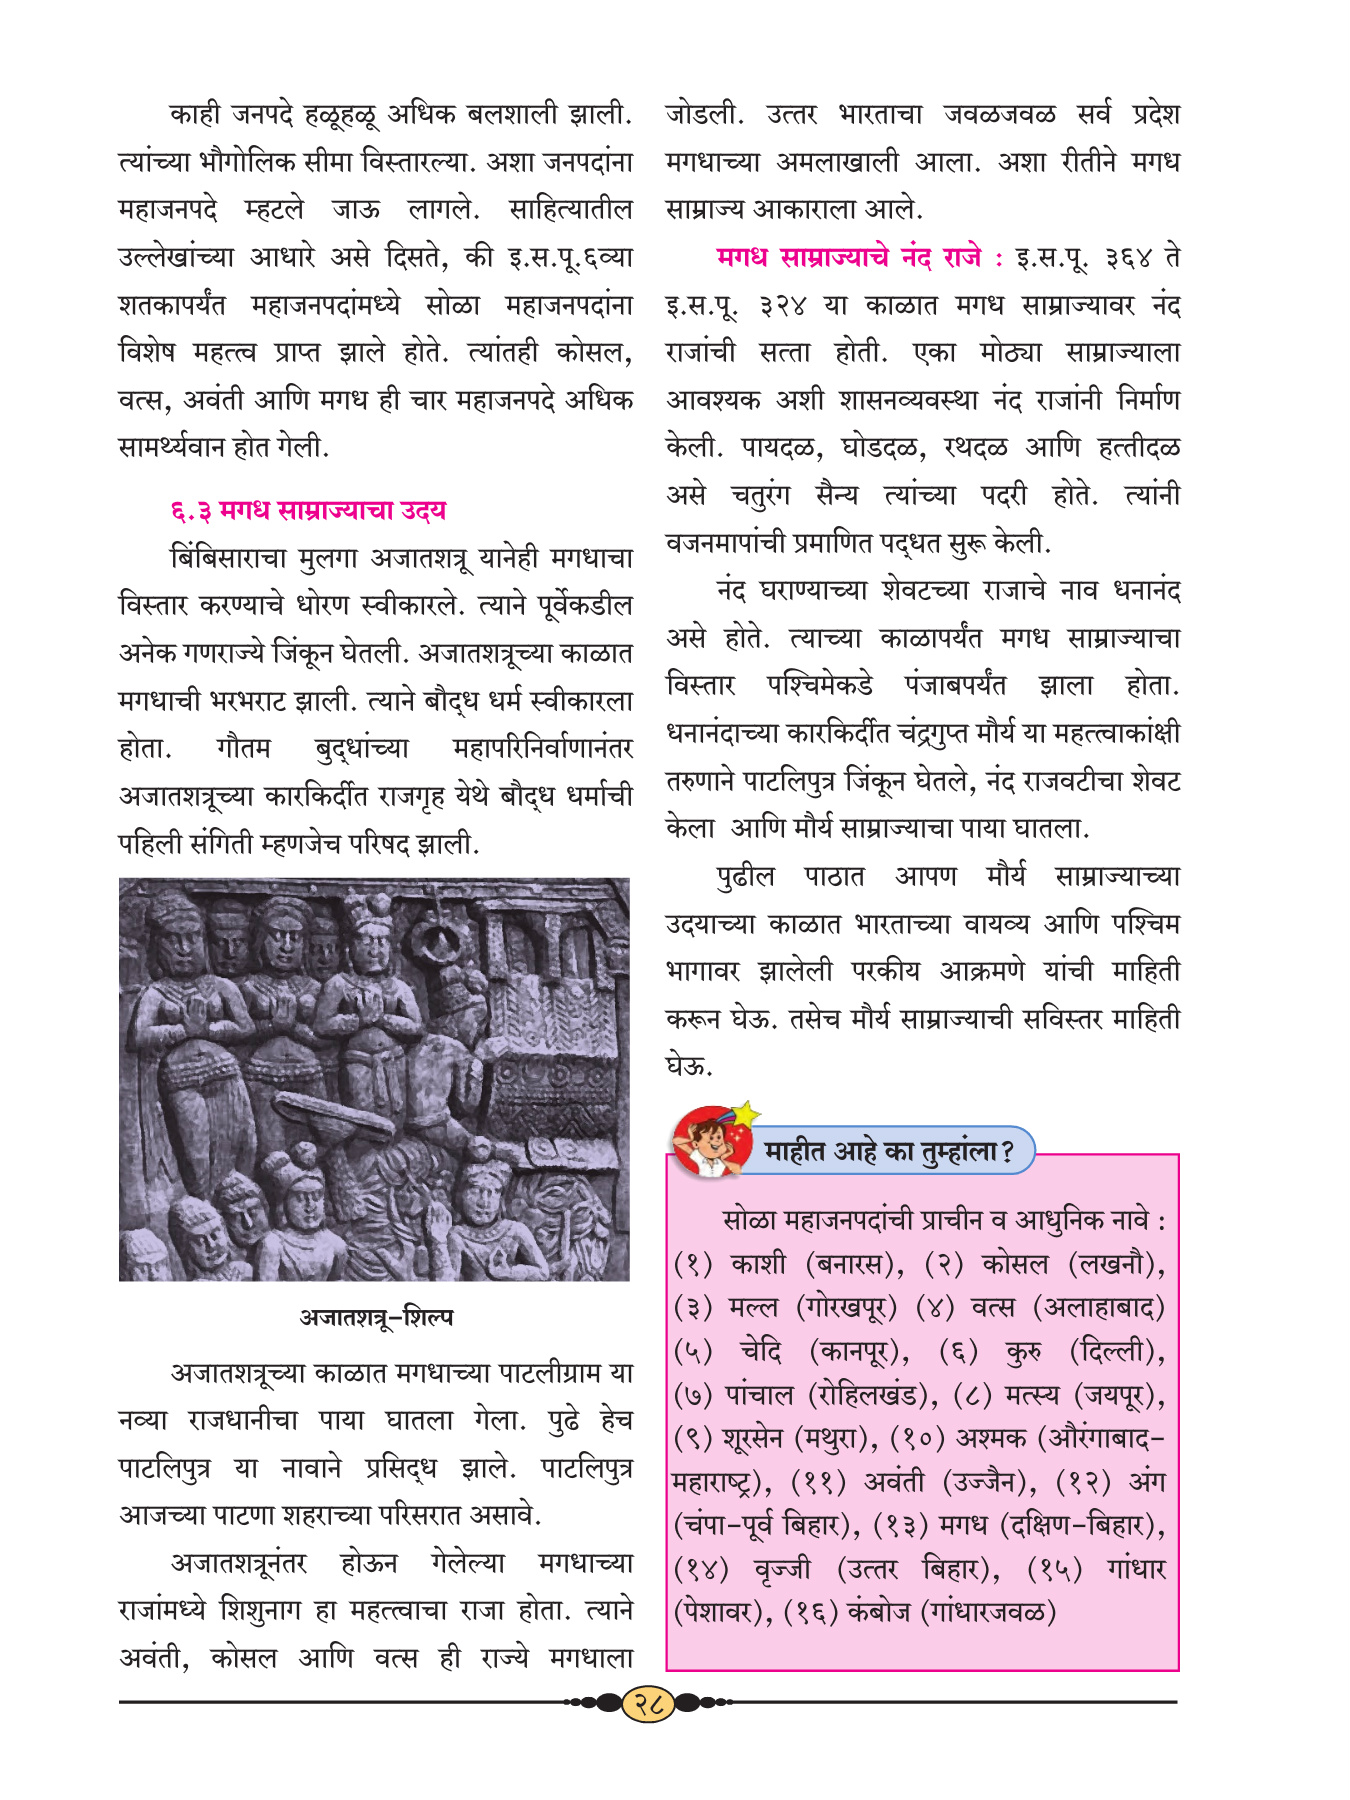 काही जनपदे हळूहळू अधिक बलशाली झाली.
त्यांच्या भौगोलिक सीमा विस्तारल्या. अशा जनपदांना
महाजनपदे म्हटले जाऊ लागले. साहित्यातील
उल्लेखांच्या आधारे असे दिसते, की इ.स.पू.६व्या
शतकापर्यंत महाजनपदांमध्ये सोळा महाजनपदांना
विशेष महत्त्व प्राप्त झाले होते. त्यांतही कोसल,
वत्स, अवंती आणि मगध ही चार महाजनपदे अधिक
सामर्थ्यवान होत गेली.
६.३ मगध साम्राज्याचा उदय
बिंबिसाराचा मुलगा अजातशत्रू यानेही मगधाचा
विस्तार करण्याचे धोरण स्वीकारले. त्याने पूर्वेकडील
अनेक गणराज्ये जिंकून घेतली. अजातशत्रूच्या काळात
मगधाची भरभराट झाली. त्याने बौद्ध धर्म स्वीकारला
होता. गौतम बुद्धांच्या महापरिनिर्वाणानंतर
अजातशत्रूच्या कारकिर्दीत राजगृह येथे बौद्ध धर्माची
पहिली संगिती म्हणजेच परिषद झाली.
अजातशत्रू-शिल्प
अजातशत्रूच्या काळात मगधाच्या पाटलीग्राम या
नव्या राजधानीचा पाया घातला गेला. पुढे हेच
पाटलिपुत्र या नावाने प्रसिद्ध झाले. पाटलिपुत्र
आजच्या पाटणा शहराच्या परिसरात असावे.
अजातशत्रूनंतर होऊन गेलेल्या मगधाच्या
राजांमध्ये शिशुनाग हा महत्त्वाचा राजा होता. त्याने
अवंती, कोसल आणि वत्स ही राज्ये मगधाला
जोडली. उत्तर भारताचा जवळजवळ सर्व प्रदेश
मगधाच्या अमलाखाली आला. अशा रीतीने मगध
साम्राज्य आकाराला आले.
मगध साम्राज्याचे नंद राजे : इ.स.पू. ३६४ ते
इ.स.पू. ३२४ या काळात मगध साम्राज्यावर नंद
राजांची सत्ता होती. एका मोठ्या साम्राज्याला
आवश्यक अशी शासनव्यवस्था नंद राजांनी निर्माण
केली. पायदळ, घोडदळ, रथदळ आणि हत्तीदळ
असे चतुरंग सैन्य त्यांच्या पदरी होते. त्यांनी
वजनमापांची प्रमाणित पद्धत सुरू केली.
नंद घराण्याच्या शेवटच्या राजाचे नाव धनानंद
असे होते. त्याच्या काळापर्यंत मगध साम्राज्याचा
विस्तार पश्चिमेकडे पंजाबपर्यंत झाला होता.
धनानंदाच्या कारकिर्दीत चंद्रगुप्त मौर्य या महत्त्वाकांक्षी
तरुणाने पाटलिपुत्र जिंकून घेतले, नंद राजवटीचा शेवट
केला आणि मौर्य साम्राज्याचा पाया घातला.
पुढील पाठात आपण मौर्य साम्राज्याच्या
उदयाच्या काळात भारताच्या वायव्य आणि पश्चिम
भागावर झालेली परकीय आक्रमणे यांची माहिती
करून घेऊ. तसेच मौर्य साम्राज्याची सविस्तर माहिती
घेऊ.
माहीत आहे का तुम्हांला?
सोळा महाजनपदांची प्राचीन व आधुनिक नावे :
(१) काशी (बनारस), (२) कोसल (लखनौ),
(३) मल्ल (गोरखपूर) (४) वत्स (अलाहाबाद)
(५) चेदि (कानपूर), (६) कुरु (दिल्ली),
(७) पांचाल (रोहिलखंड), (८) मत्स्य (जयपूर),
(९) शूरसेन (मथुरा), (१०) अश्मक (औरंगाबाद-
महाराष्ट्र), (११) अवंती (उज्जैन), (१२) अंग
(चंपा-पूर्व बिहार), (१३) मगध (दक्षिण-बिहार),
(१४) वृज्जी (उत्तर बिहार), (१५) गांधार
(पेशावर), (१६) कंबोज (गांधारजवळ)
२८